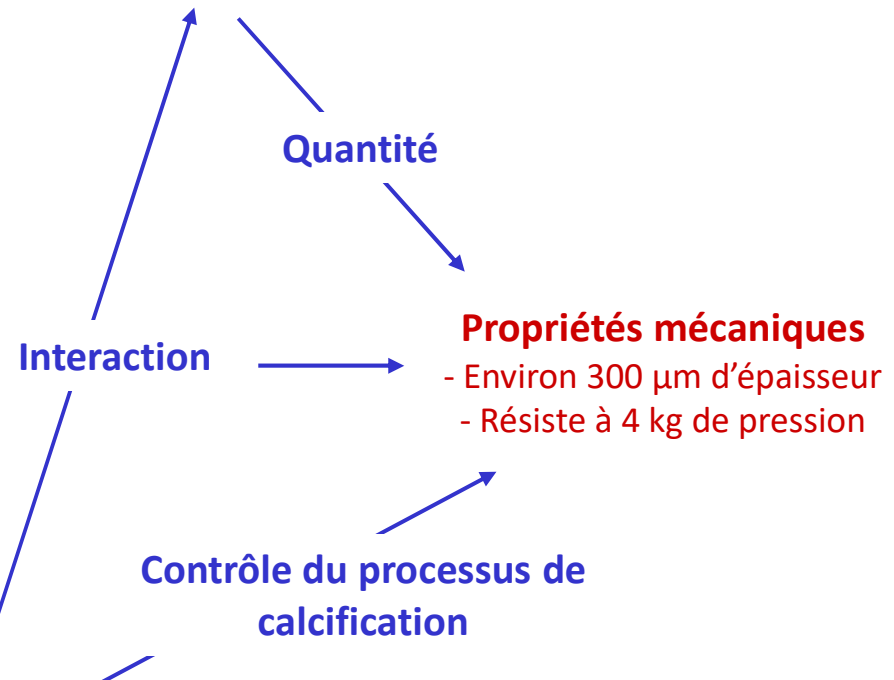 Quantité
Propriétés mécaniques
Interaction
- Environ 300 μm d’épaisseur
- Résiste à 4 kg de pression
Contrôle du processus de
calcification